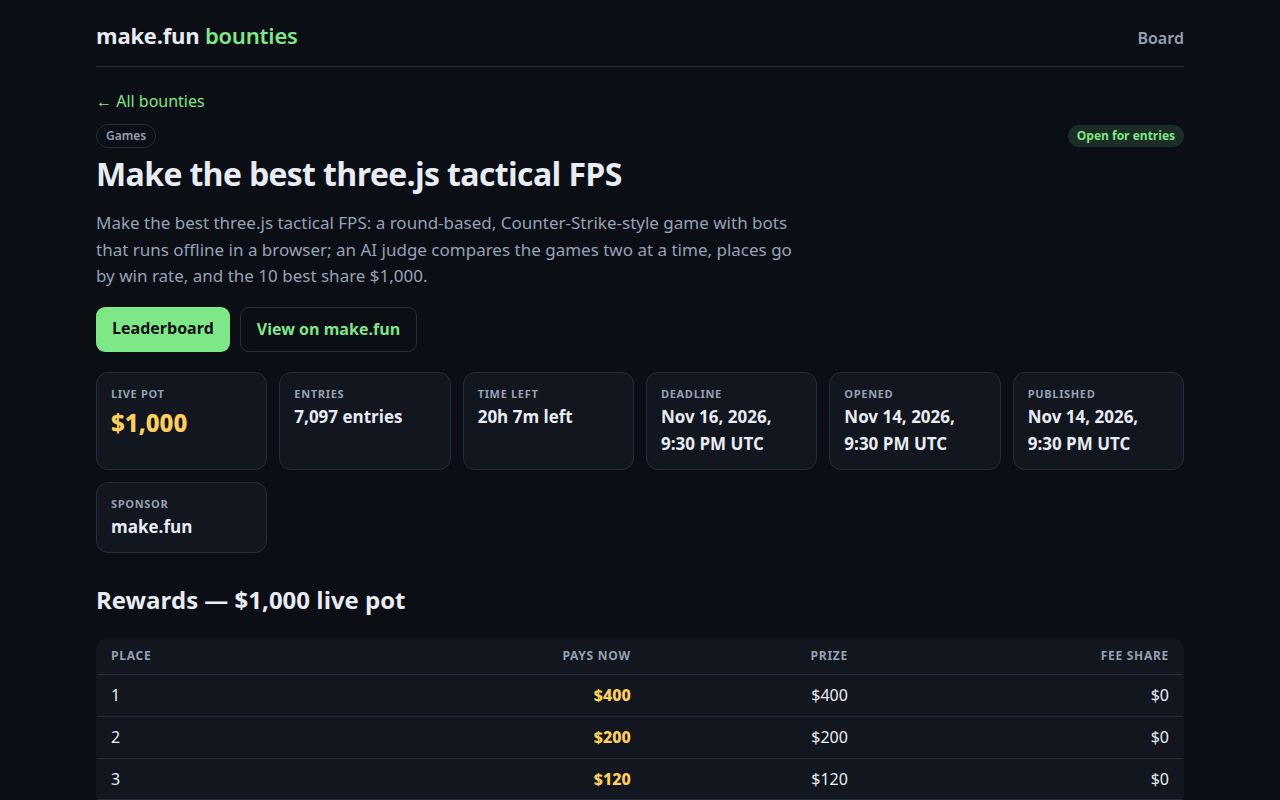 make.fun bounties
Board
← All bounties
Games
Open for entries
Make the best three.js tactical FPS
Make the best three.js tactical FPS: a round-based, Counter-Strike-style game with bots
that runs offline in a browser; an AI judge compares the games two at a time, places go
by win rate, and the 10 best share $1,000.
Leaderboard
View on make.fun
LIVE POT
$1,000
ENTRIES
7,097 entries
TIME LEFT
20h 7m left
DEADLINE
Nov 16, 2026,
9:30 PM UTC
OPENED
Nov 14, 2026,
9:30 PM UTC
PUBLISHED
Nov 14, 2026,
9:30 PM UTC
SPONSOR
make.fun
Rewards — $1,000 live pot
PLACE PAYS NOW PRIZE FEE SHARE
1 $400 $400 $0
2 $200 $200 $0
3 $120 $120 $0